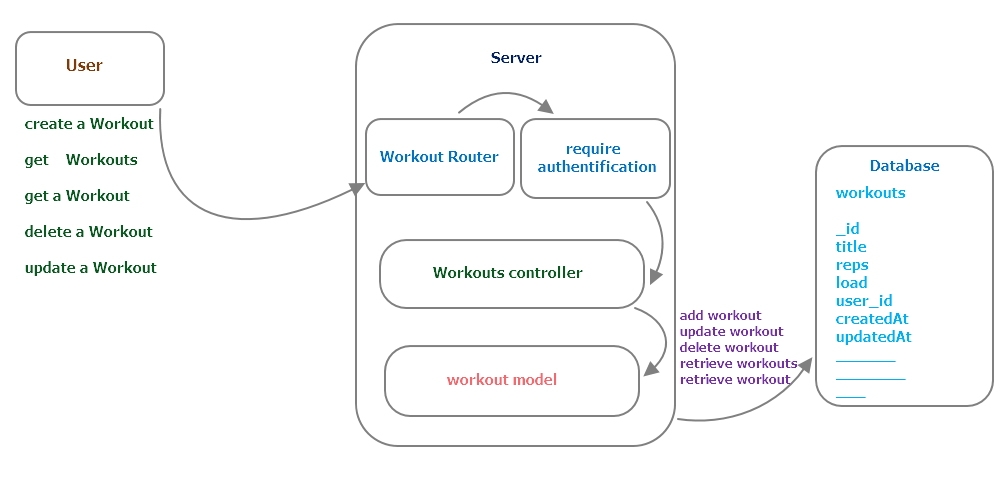 User
create a Workout
get    Workouts
get a Workout
delete a Workout
update a Workout
Server
Workout Router
require
authentification
Workouts controller
workout model
add workout
update workout
delete workout
retrieve workouts
retrieve workout
Database
workouts
_id
title
reps
load
user_id
createdAt
updatedAt